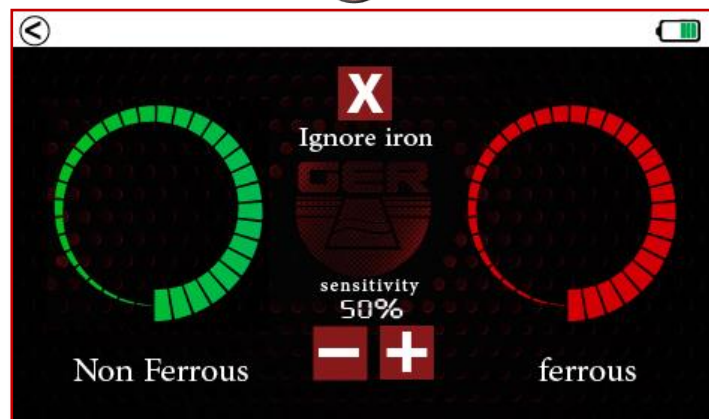 X
Ignore iron
GER
sensitivity
50%
Non Ferrous
ferrous